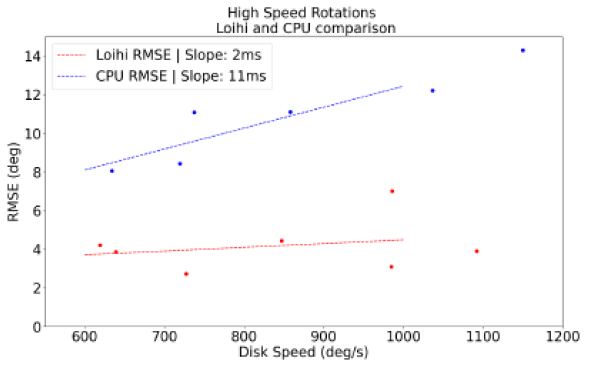 High Speed Rotations
Loihi and CPU comparison
Loihi RMSE | Slope: 2ms
CPU RMSE | Slope: 11ms
RMSE (deg)
14
12
10
8
6
4
2
0
600 700 800 900 1000 1100 1200
Disk Speed (deg/s)